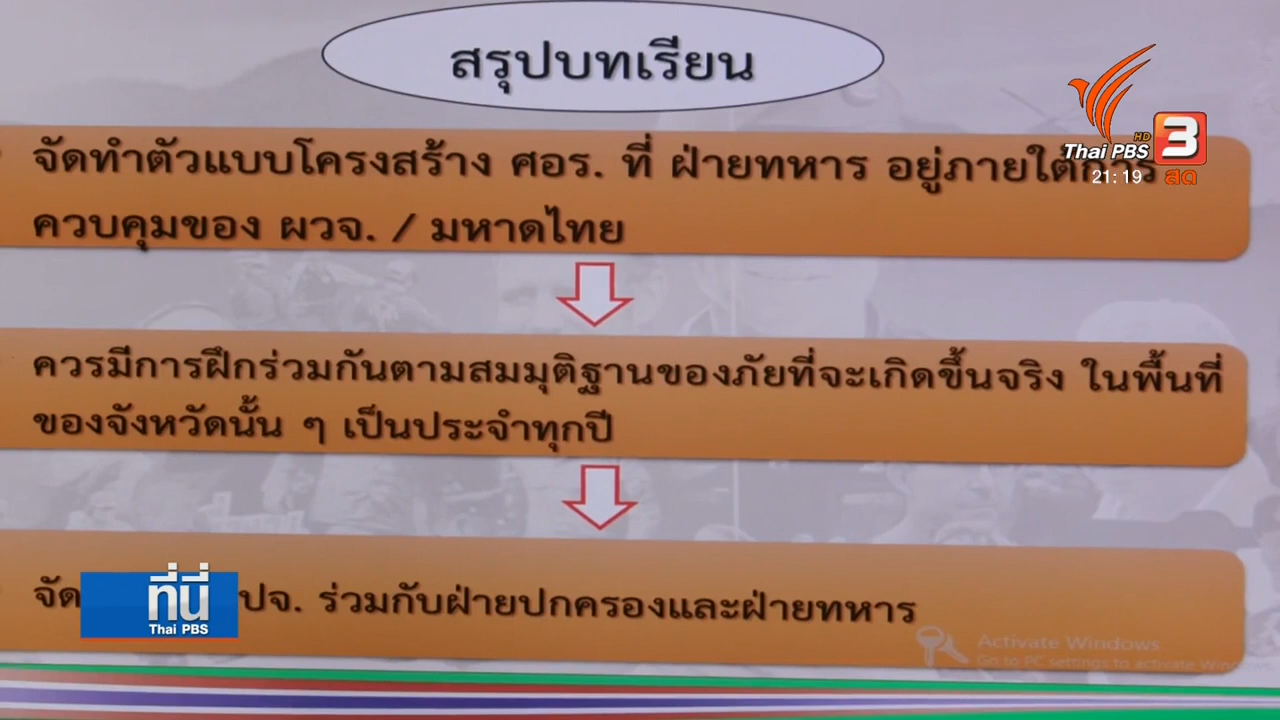 สรุปบทเรียน
จัดทำตัวแบบโครงสร้าง ศอร. ที่ ฝ่ายทหาร อยู่ภายใต้การ
ควบคุมของ ผวจ. / มหาดไทย
ควรมีการฝึกร่วมกันตามสมมุติฐานของภัยที่จะเกิดขึ้นจริง ในพื้นที่
ของจังหวัดนั้น ๆ เป็นประจำทุกปี
จัด ปจ. ร่วมกับฝ่ายปกครองและฝ่ายทหาร
HD
Thai PBS 3
21:19 สด
ที่นี่
Thai PBS
Activate Windows
Go to PC settings to activate Windows.